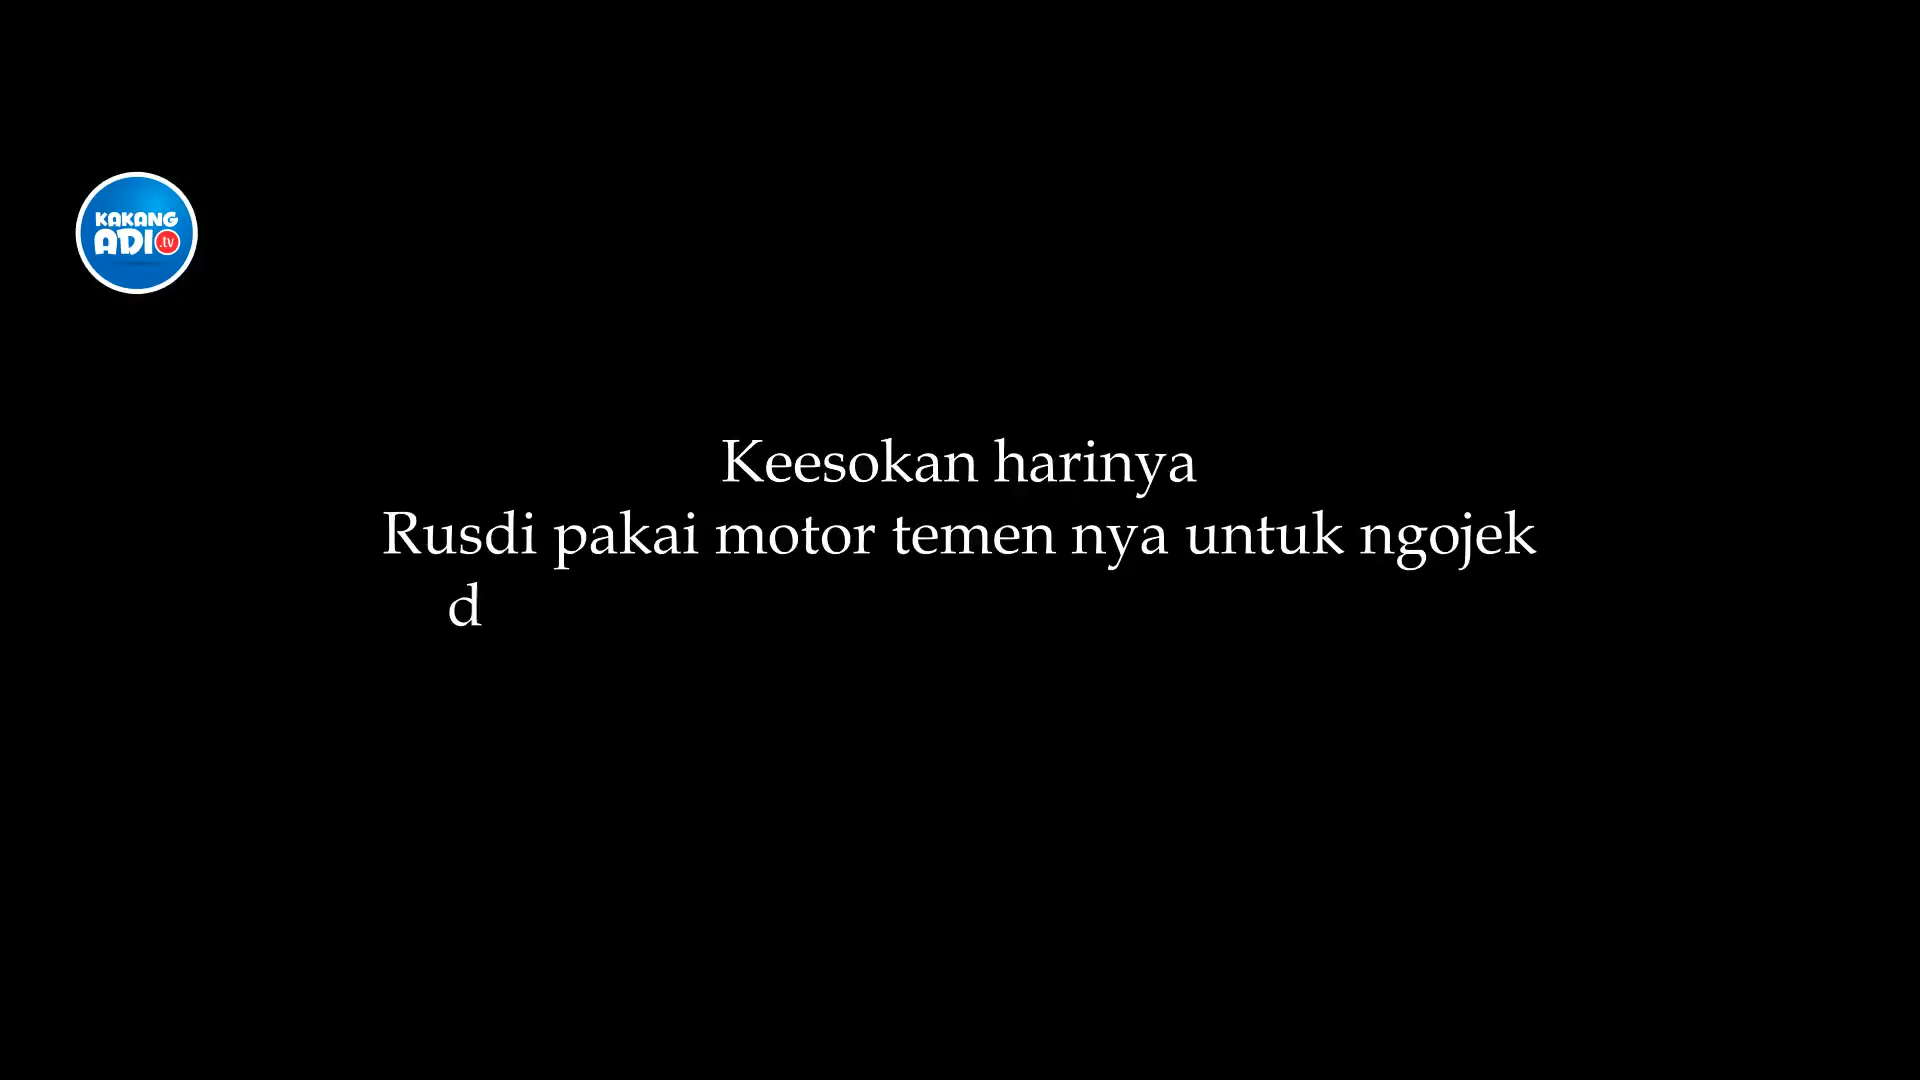 KAKANG
ADI.tv
Keesokan harinya
Rusdi pakai motor temen nya untuk ngojek
d